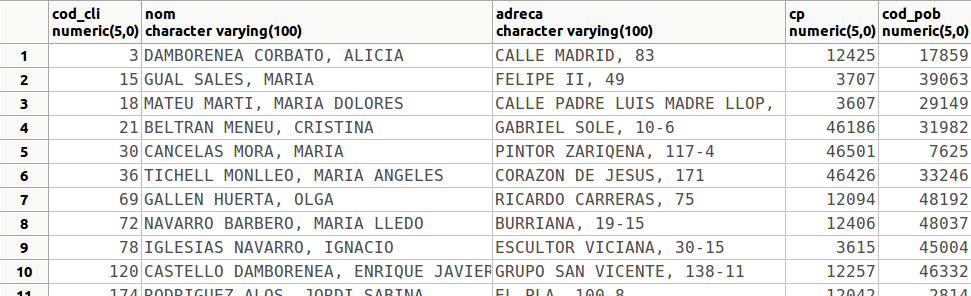 cod_cli nom adreca cp cod_pob
numeric(5,0) character varying(100) character varying(100) numeric(5,0) numeric(5,0)
1 3 DAMBORENEA CORBATO, ALICIA CALLE MADRID, 83 12425 17859
2 15 GUAL SALES, MARIA FELIPE II, 49 3707 39063
3 18 MATEU MARTI, MARIA DOLORES CALLE PADRE LUIS MADRE LLOP, 3607 29149
4 21 BELTRAN MENEU, CRISTINA GABRIEL SOLE, 10-6 46186 31982
5 30 CANCELAS MORA, MARIA PINTOR ZARIQENA, 117-4 46501 7625
6 36 TICHELL MONLLEO, MARIA ANGELES CORAZON DE JESUS, 171 46426 33246
7 69 GALLEN HUERTA, OLGA RICARDO CARRERAS, 75 12094 48192
8 72 NAVARRO BARBERO, MARIA LLEDO BURRIANA, 19-15 12406 48037
9 78 IGLESIAS NAVARRO, IGNACIO ESCULTOR VICIANA, 30-15 3615 45004
10 120 CASTELLO DAMBORENEA, ENRIQUE JAVIER GRUPO SAN VICENTE, 138-11 12257 46332
11 174 RODRIGUEZ ALOS, JORDI SABINA EL PLA, 100-8 12042 2814